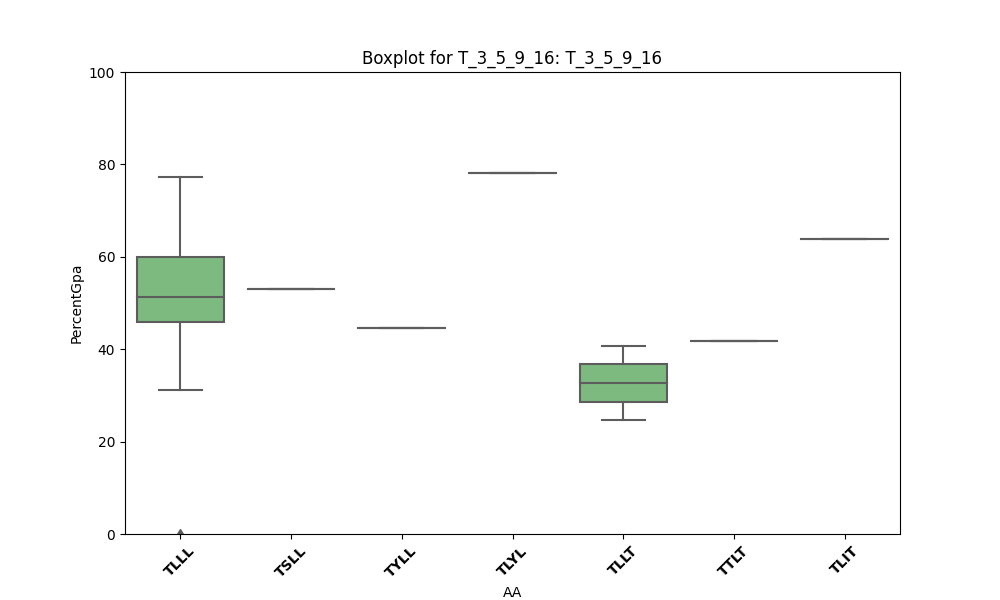 Boxplot for T_3_5_9_16: T_3_5_9_16
100
80
60
40
20
0
PercentGpa
TLLL
TSLL
TYLL
TLYL
TLLT
TTLT
TLIT
AA